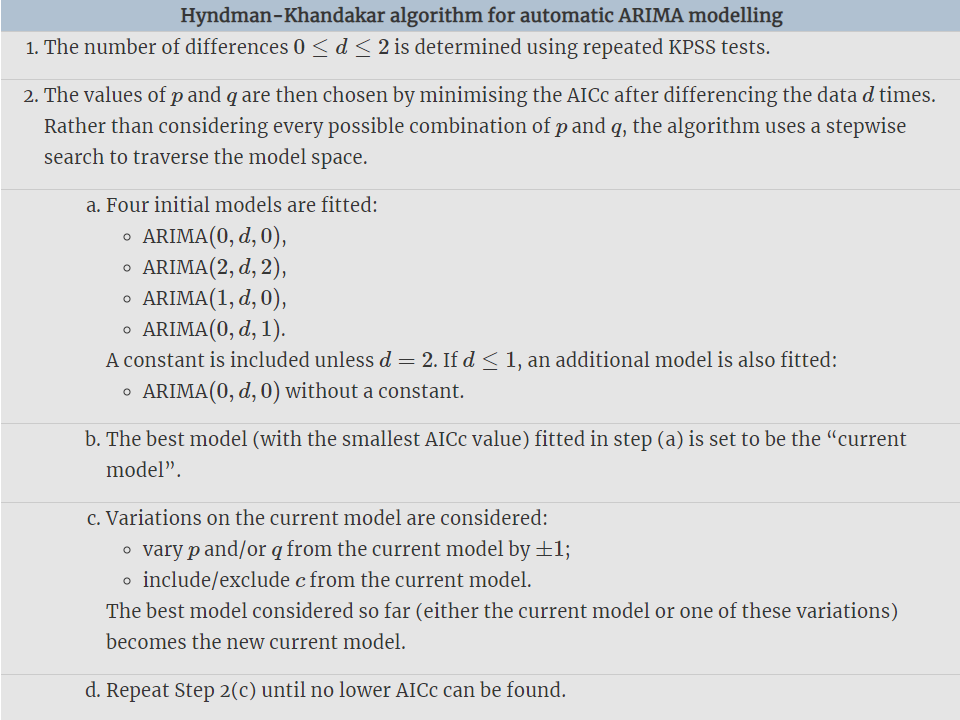 Hyndman-Khandakar algorithm for automatic ARIMA modelling
1. The number of differences 0 ≤ d ≤ 2 is determined using repeated KPSS tests.
2. The values of p and q are then chosen by minimising the AICc after differencing the data d times.
Rather than considering every possible combination of p and q, the algorithm uses a stepwise
search to traverse the model space.
a. Four initial models are fitted:
◦ ARIMA(0, d, 0),
◦ ARIMA(2, d, 2),
◦ ARIMA(1, d, 0),
◦ ARIMA(0, d, 1).
A constant is included unless d = 2. If d ≤ 1, an additional model is also fitted:
◦ ARIMA(0, d, 0) without a constant.
b. The best model (with the smallest AICc value) fitted in step (a) is set to be the “current
model”.
c. Variations on the current model are considered:
◦ vary p and/or q from the current model by ±1;
◦ include/exclude c from the current model.
The best model considered so far (either the current model or one of these variations)
becomes the new current model.
d. Repeat Step 2(c) until no lower AICc can be found.